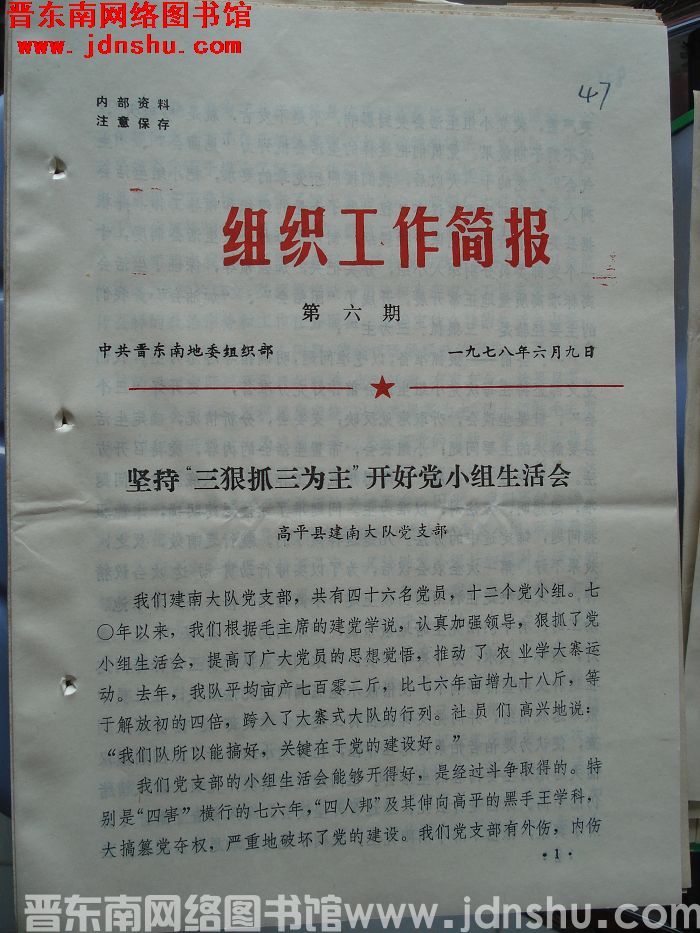 晋东南网络图书馆
www.jdnshu.com
47
内部资料
注意保存
组织工作简报
第六期
中共晋东南地委组织部
一九七八年六月九日
坚持“三狠抓三为主”开好党小组生活会
高平县建南大队党支部
我们建南大队党支部，共有四十六名党员，十二个党小组。七
〇年以来，我们根据毛主席的建党学说，认真加强领导，狠抓了党
小组生活会，提高了广大党员的思想觉悟，推动了农业学大寨运
动。去年，我队平均亩产七百零二斤，比七六年亩增九十八斤，等
于解放初的四倍，跨入了大寨式大队的行列。社员们高兴地说：
“我们队所以能搞好，关键在于党的建设好。”
我们党支部的小组生活会能够开得好，是经过斗争取得的。特
别是“四害”横行的七六年，“四人邦”及其伸向高平的黑手王学科，
大搞篡党夺权，严重地破坏了党的建设。我们党支部有外伤，内伤
·1·
晋东南网络图书馆www.jdnshu.com